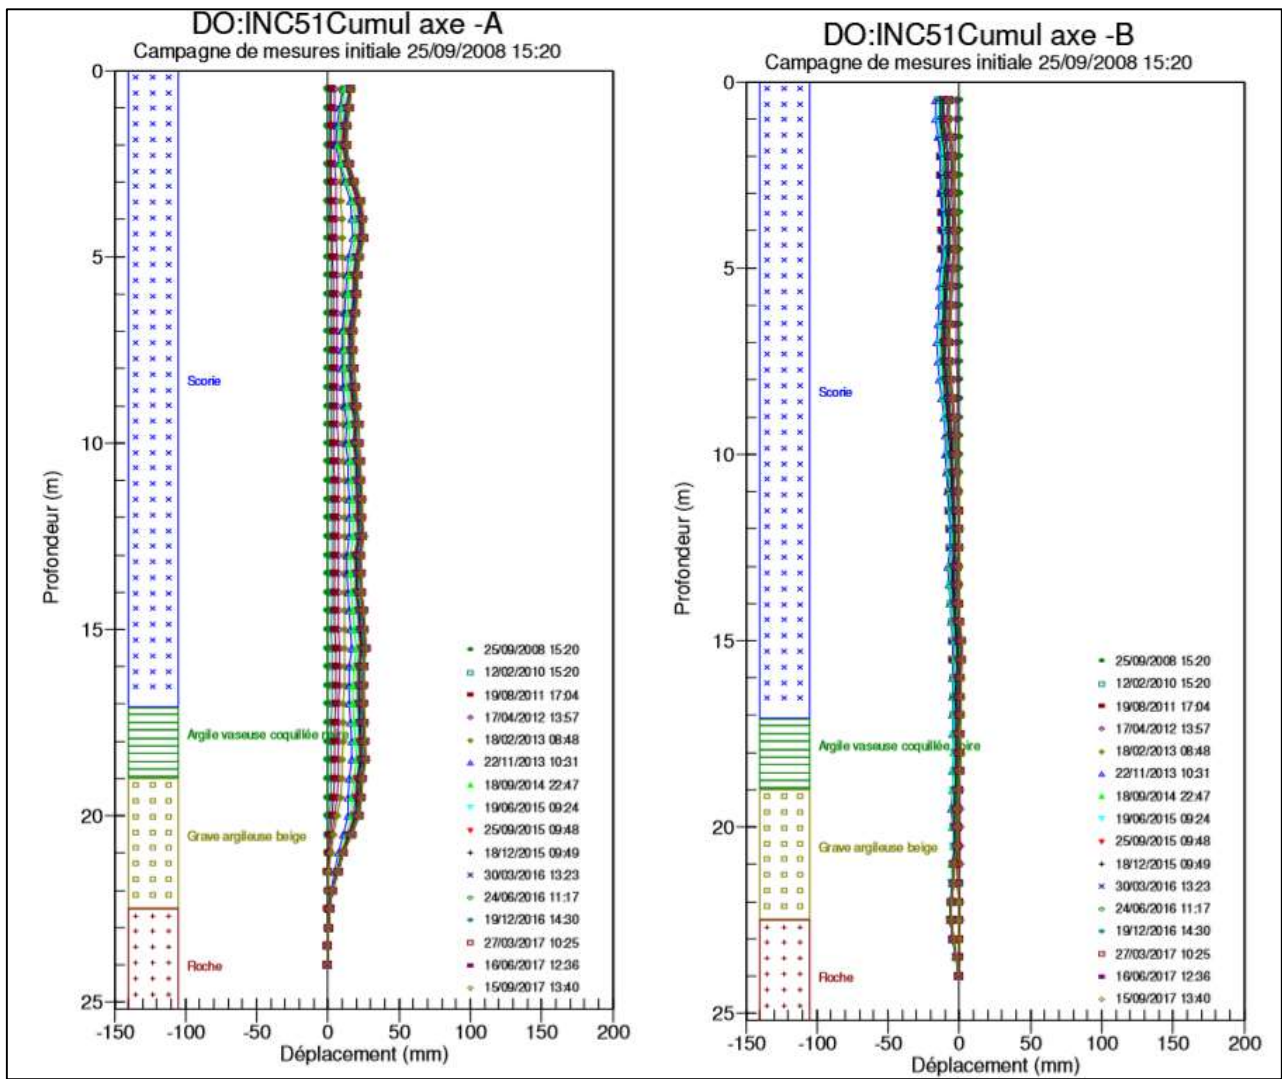 DO:INC51Cumul axe -A
Campagne de mesures initiale 25/09/2008 15:20
0
5
10
15
20
25
Profondeur (m)
Scorie
Argile vaseuse coquillée
Grave argileuse beige
Roche
25/09/2008 15:20
12/02/2010 15:20
19/08/2011 17:04
17/04/2012 13:57
18/02/2013 08:48
22/11/2013 10:31
18/09/2014 22:47
19/06/2015 09:24
25/09/2015 09:48
18/12/2015 09:49
30/03/2016 13:23
24/06/2016 11:17
19/12/2016 14:30
27/03/2017 10:25
16/06/2017 12:36
15/09/2017 13:40
-150 -100 -50 0 50 100 150 200
Déplacement (mm)
DO:INC51Cumul axe -B
Campagne de mesures initiale 25/09/2008 15:20
0
5
10
15
20
25
Profondeur (m)
Scorie
Argile vaseuse coquillée
Grave argileuse beige
Roche
25/09/2008 15:20
12/02/2010 15:20
19/08/2011 17:04
17/04/2012 13:57
18/02/2013 08:48
22/11/2013 10:31
18/09/2014 22:47
19/06/2015 09:24
25/09/2015 09:48
18/12/2015 09:49
30/03/2016 13:23
24/06/2016 11:17
19/12/2016 14:30
27/03/2017 10:25
16/06/2017 12:36
15/09/2017 13:40
-150 -100 -50 0 50 100 150 200
Déplacement (mm)